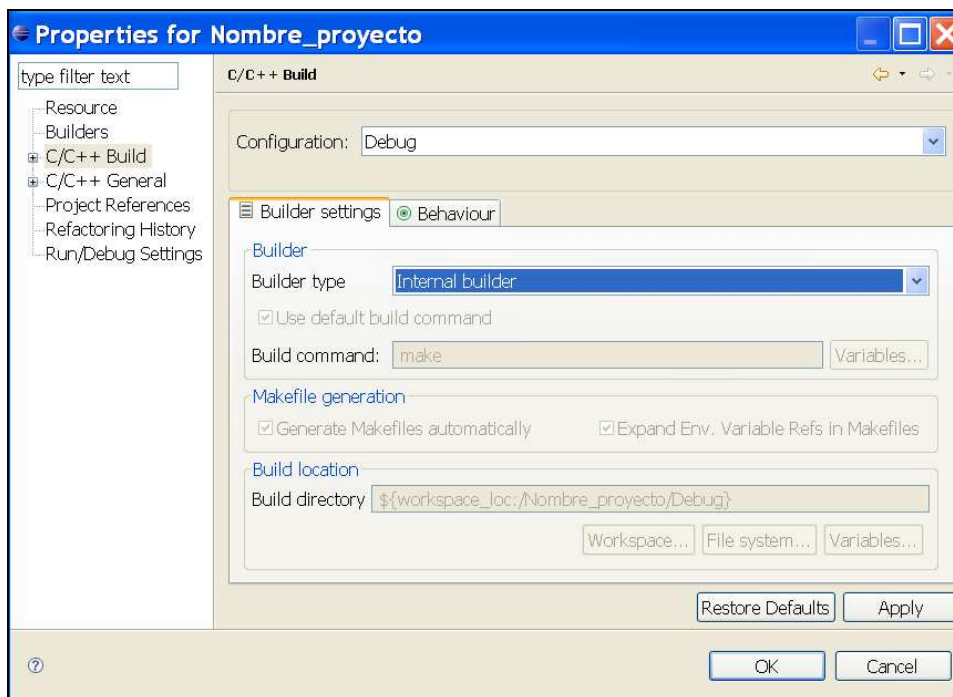 Properties for Nombre_proyecto
type filter text
Resource
Builders
C/C++ Build
C/C++ General
Project References
Refactoring History
Run/Debug Settings
C/C++ Build
Configuration: Debug
Builder settings Behaviour
Builder
Builder type Internal builder
Use default build command
Build command: make Variables...
Makefile generation
Generate Makefiles automatically Expand Env. Variable Refs in Makefiles
Build location
Build directory ${workspace_loc:/Nombre_proyecto/Debug}
Workspace... File system... Variables...
Restore Defaults Apply
? OK Cancel